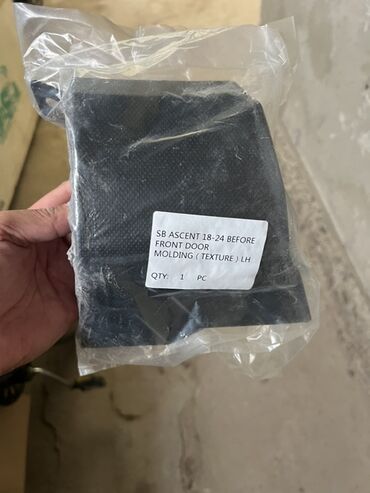 SB ASCENT 18-24 BEFORE
FRONT DOOR
MOLDING ( TEXTURE ) LH
QTY: 1 PC